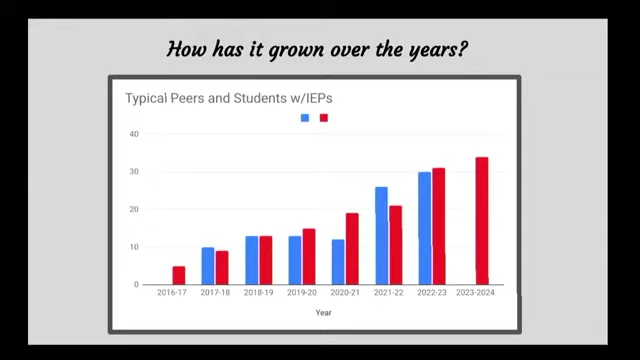 How has it grown over the years?
Typical Peers and Students w/IEPs
40
30
20
10
0
2016-17 2017-18 2018-19 2019-20 2020-21 2021-22 2022-23 2023-2024
Year